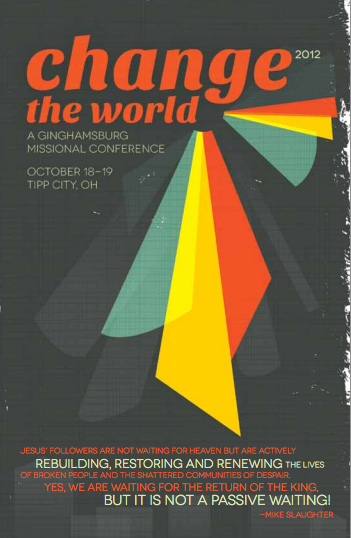 change
2012
the world
A GINGHAMSBURG
MISSIONAL CONFERENCE
OCTOBER 18–19
TIPP CITY, OH
JESUS' FOLLOWERS ARE NOT WAITING FOR HEAVEN BUT ARE ACTIVELY
REBUILDING, RESTORING AND RENEWING THE LIVES
OF BROKEN PEOPLE AND THE SHATTERED COMMUNITIES OF DESPAIR.
YES, WE ARE WAITING FOR THE RETURN OF THE KING,
BUT IT IS NOT A PASSIVE WAITING!
–MIKE SLAUGHTER